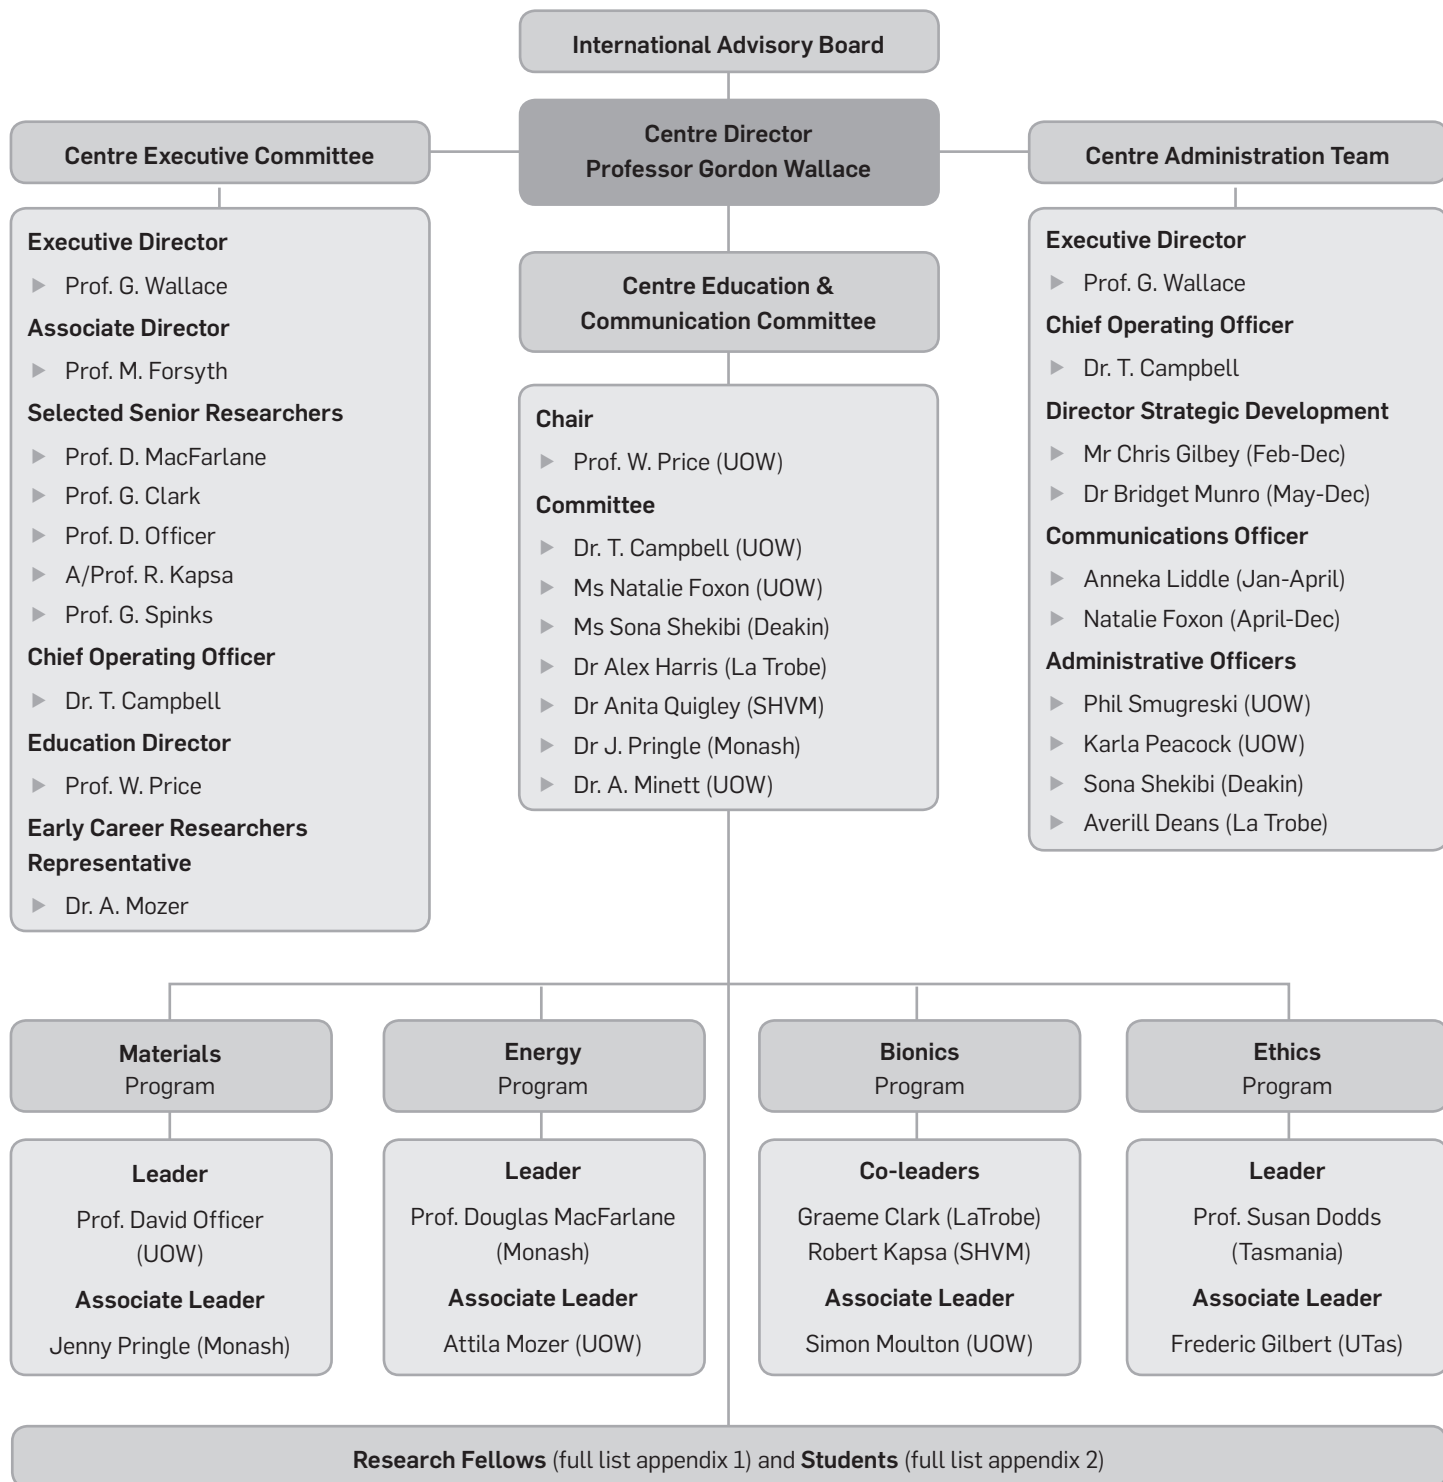 International Advisory Board
Centre Director
Professor Gordon Wallace
Centre Executive Committee
Executive Director
Prof. G. Wallace
Associate Director
Prof. M. Forsyth
Selected Senior Researchers
Prof. D. MacFarlane
Prof. G. Clark
Prof. D. Officer
A/Prof. R. Kapsa
Prof. G. Spinks
Chief Operating Officer
Dr. T. Campbell
Education Director
Prof. W. Price
Early Career Researchers
Representative
Dr. A. Mozer
Centre Education &
Communication Committee
Chair
Prof. W. Price (UOW)
Committee
Dr. T. Campbell (UOW)
Ms Natalie Foxon (UOW)
Ms Sona Shekibi (Deakin)
Dr Alex Harris (La Trobe)
Dr Anita Quigley (SHVM)
Dr J. Pringle (Monash)
Dr. A. Minett (UOW)
Centre Administration Team
Executive Director
Prof. G. Wallace
Chief Operating Officer
Dr. T. Campbell
Director Strategic Development
Mr Chris Gilbey (Feb-Dec)
Dr Bridget Munro (May-Dec)
Communications Officer
Anneka Liddle (Jan-April)
Natalie Foxon (April-Dec)
Administrative Officers
Phil Smugreski (UOW)
Karla Peacock (UOW)
Sona Shekibi (Deakin)
Averill Deans (La Trobe)
Materials
Program
Leader
Prof. David Officer
(UOW)
Associate Leader
Jenny Pringle (Monash)
Energy
Program
Leader
Prof. Douglas MacFarlane
(Monash)
Associate Leader
Attila Mozer (UOW)
Bionics
Program
Co-leaders
Graeme Clark (LaTrobe)
Robert Kapsa (SHVM)
Associate Leader
Simon Moulton (UOW)
Ethics
Program
Leader
Prof. Susan Dodds
(Tasmania)
Associate Leader
Frederic Gilbert (UTas)
Research Fellows (full list appendix 1) and Students (full list appendix 2)